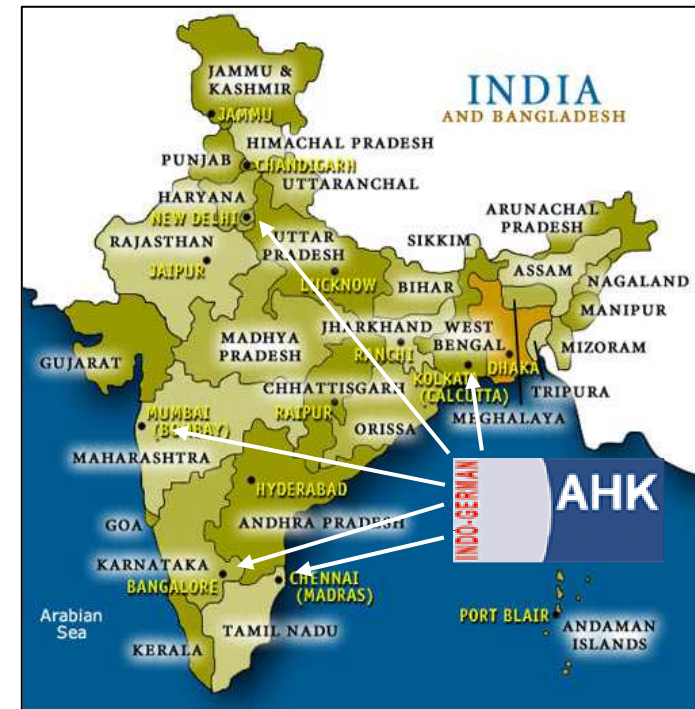 INDIA
AND BANGLADESH
JAMMU &
KASHMIR
JAMMU
HIMACHAL PRADESH
PUNJAB
CHANDIGARH
UTTARANCHAL
HARYANA
NEW DELHI
ARUNACHAL
PRADESH
RAJASTHAN
UTTAR
PRADESH
SIKKIM
ASSAM
JAIPUR
LUCKNOW
BIHAR
NAGALAND
MANIPUR
JHARKHAND
WEST
BENGAL
MADHYA
PRADESH
RANCHI
MIZORAM
GUJARAT
DHAKA
KOLKATA
(CALCUTTA)
TRIPURA
CHHATTISGARH
RAIPUR
MEGHALAYA
MUMBAI
(BOMBAY)
ORISSA
MAHARASHTRA
HYDERABAD
INDO-GERMAN
AHK
GOA
ANDHRA PRADESH
KARNATAKA
BANGALORE
CHENNAI
(MADRAS)
Arabian
Sea
PORT BLAIR
ANDAMAN
ISLANDS
TAMIL NADU
KERALA